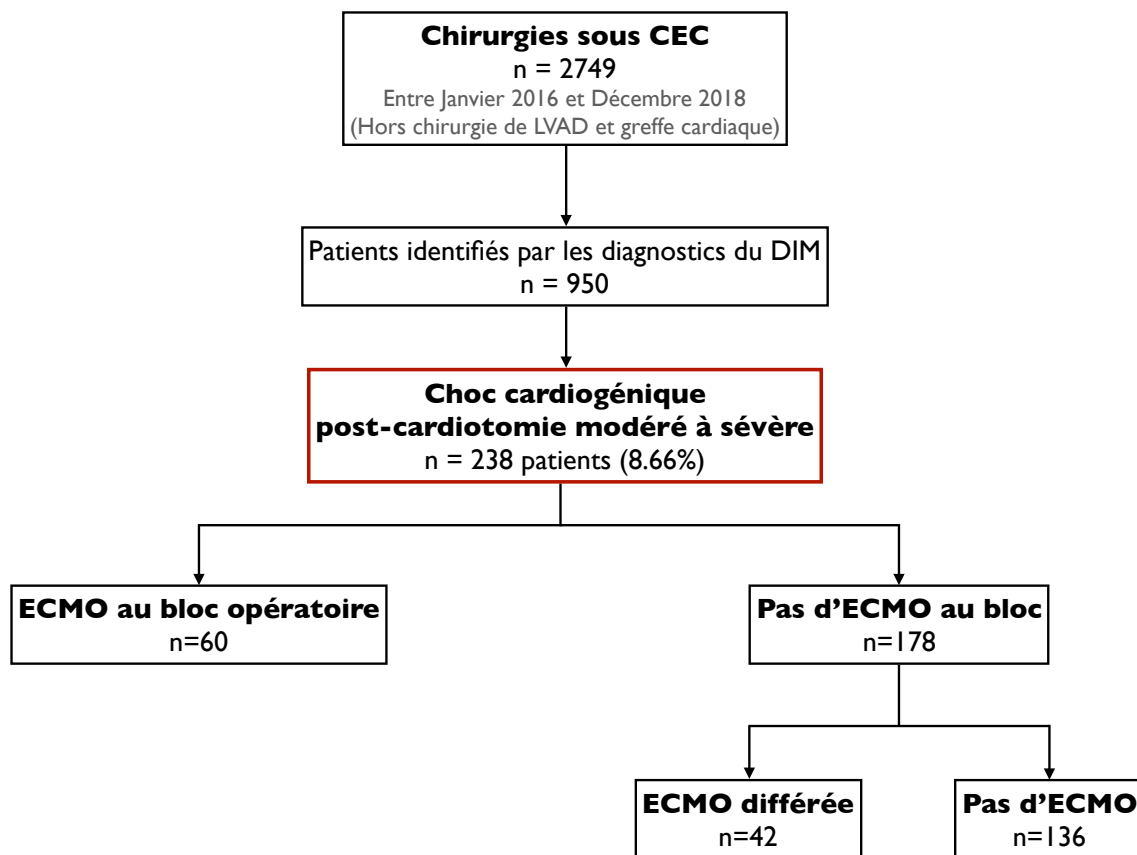 Chirurgies sous CEC
n = 2749
Entre Janvier 2016 et Décembre 2018
(Hors chirurgie de LVAD et greffe cardiaque)
Patients identifiés par les diagnostics du DIM
n = 950
Choc cardiogénique
post-cardiotomie modéré à sévère
n = 238 patients (8.66%)
ECMO au bloc opératoire
n=60
Pas d’ECMO au bloc
n=178
ECMO différée
n=42
Pas d’ECMO
n=136